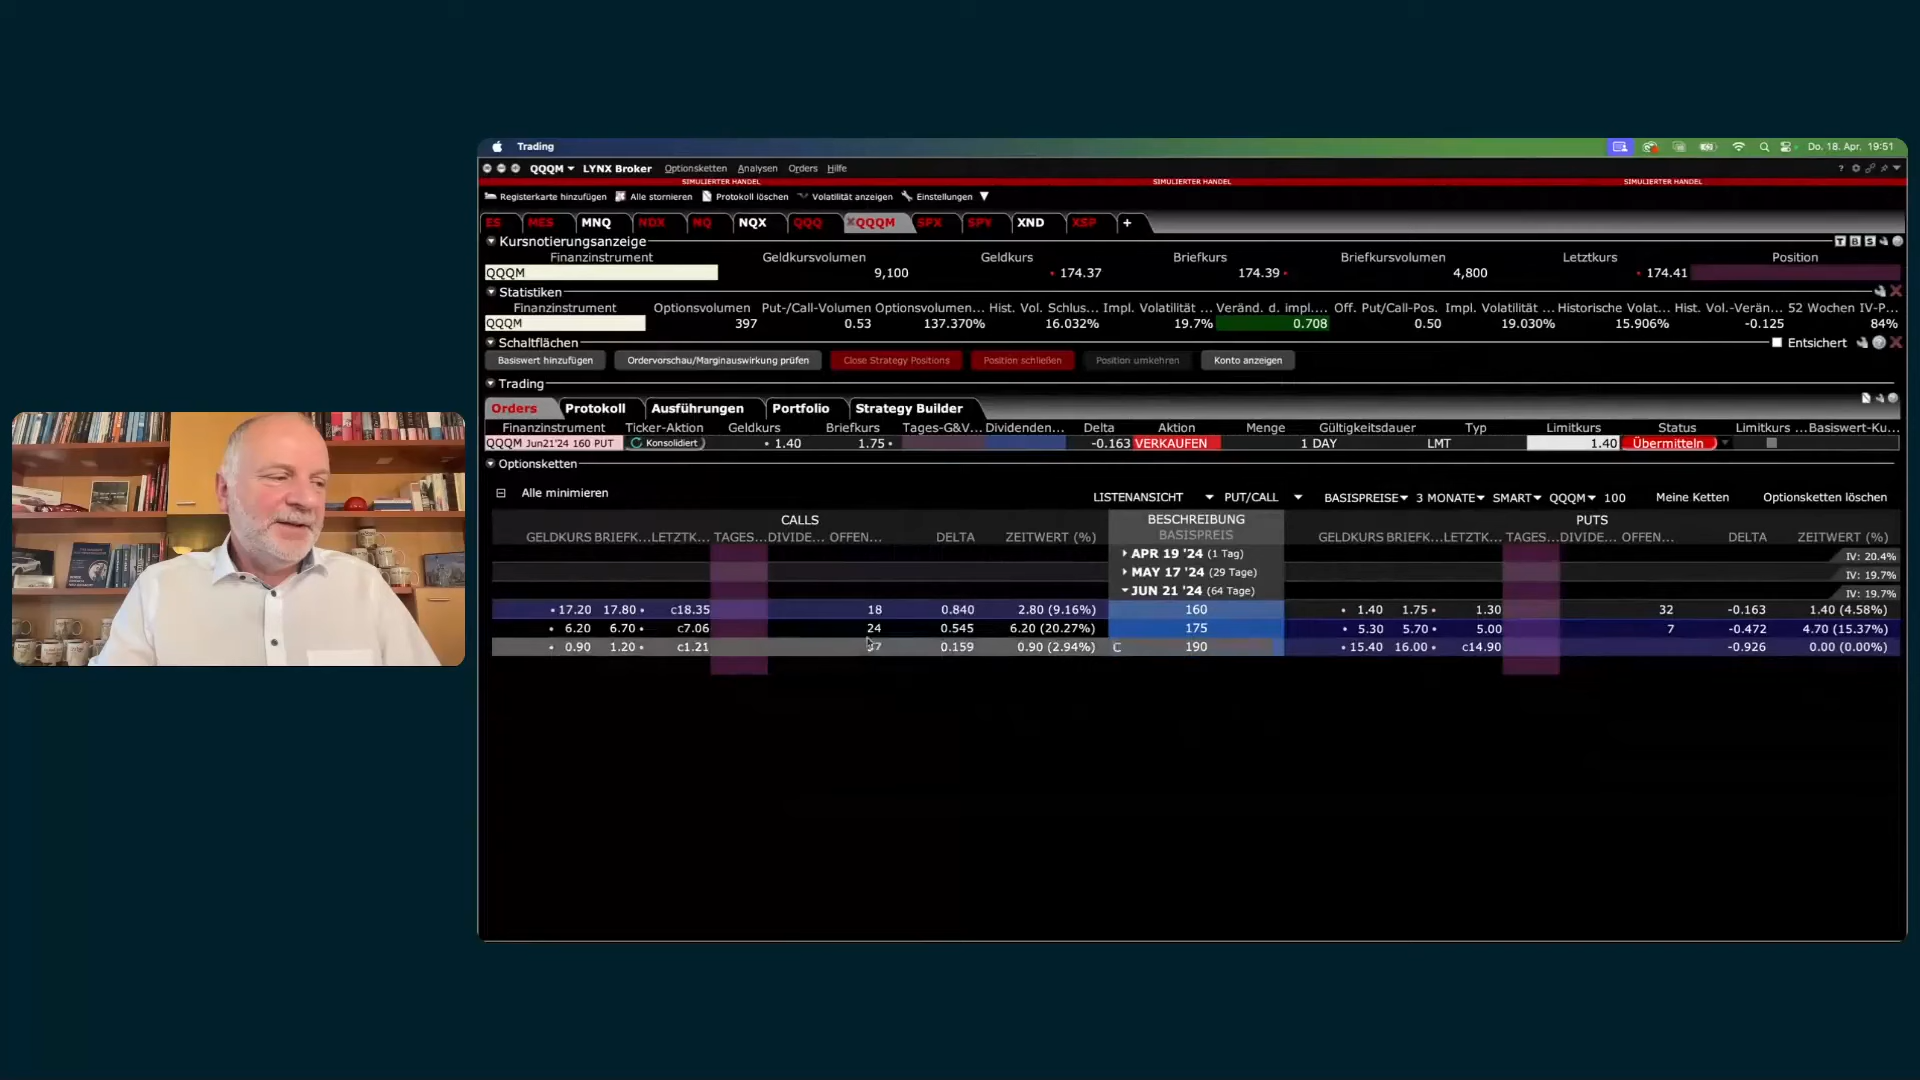 Trading Do. 18. Apr. 19:51
QQQM LYNX Broker Optionsketten Analysen Orders Hilfe ?
SIMULIERTER HANDEL SIMULIERTER HANDEL SIMULIERTER HANDEL
Registerkarte hinzufügen Alle stornieren Protokoll löschen Volatilität anzeigen Einstellungen
ES MES MNQ NDX NQ NQX QQQ QQQM SPX SPY XND XSP +
Kursnotierungsanzeige T B S
Finanzinstrument Geldkursvolumen Geldkurs Briefkurs Briefkursvolumen Letztkurs Position
QQQM 9,100 174.37 174.39 4,800 174.41
Statistiken
Finanzinstrument Optionsvolumen Put-/Call-Volumen Optionsvolumen... Hist. Vol. Schlus... Impl. Volatilität ... Veränd. d. impl.... Off. Put/Call-Pos. Impl. Volatilität ... Historische Volat... Hist. Vol.-Verän... 52 Wochen IV-P...
QQQM 397 0.53 137.370% 16.032% 19.7% 0.708 0.50 19.030% 15.906% -0.125 84%
Schaltflächen Entsichert
Basiswert hinzufügen Ordervorschau/Marginauswirkung prüfen Close Strategy Positions Position schließen Position umkehren Konto anzeigen
Trading
Orders Protokoll Ausführungen Portfolio Strategy Builder
Finanzinstrument Ticker-Aktion Geldkurs Briefkurs Tages-G&V... Dividenden... Delta Aktion Menge Gültigkeitsdauer Typ Limitkurs Status Limitkurs ... Basiswert-Ku...
QQQM Jun21'24 160 PUT Konsolidiert 1.40 1.75 -0.163 VERKAUFEN 1 DAY LMT 1.40 Übermitteln
Optionsketten
Alle minimieren LISTENANSICHT PUT/CALL BASISPREISE 3 MONATE SMART QQQM 100 Meine Ketten Optionsketten löschen
CALLS BESCHREIBUNG PUTS
GELDKURS BRIEFK... LETZTK... TAGES... DIVIDE... OFFEN... DELTA ZEITWERT (%) BASISPREIS GELDKURS BRIEFK... LETZTK... TAGES... DIVIDE... OFFEN... DELTA ZEITWERT (%)
APR 19 '24 (1 Tag) IV: 20.4%
MAY 17 '24 (29 Tage) IV: 19.7%
JUN 21 '24 (64 Tage) IV: 19.7%
17.20 17.80 c18.35 18 0.840 2.80 (9.16%) 160 1.40 1.75 1.30 32 -0.163 1.40 (4.58%)
6.20 6.70 c7.06 24 0.545 6.20 (20.27%) 175 5.30 5.70 5.00 7 -0.472 4.70 (15.37%)
0.90 1.20 c1.21 0.159 0.90 (2.94%) C 190 15.40 16.00 c14.90 -0.926 0.00 (0.00%)